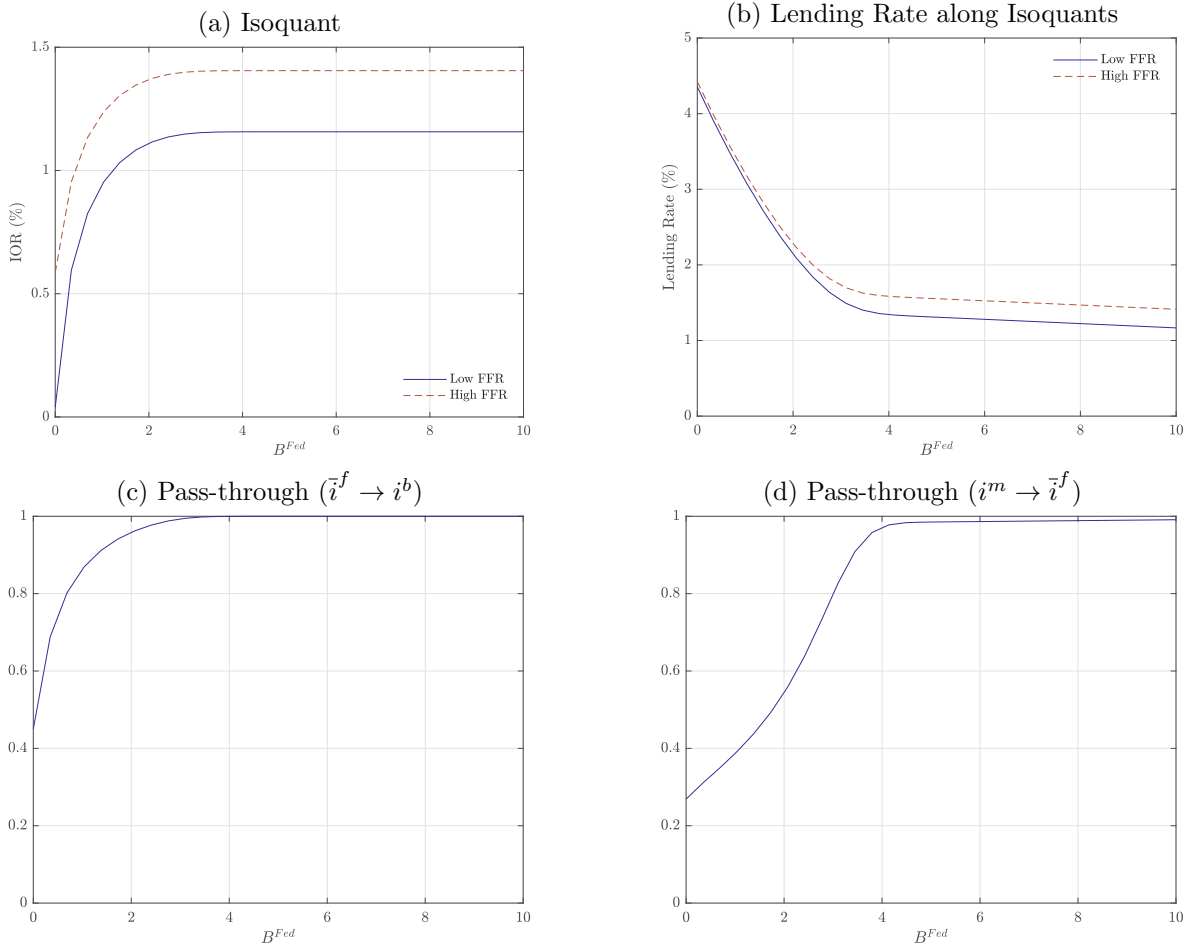 (a) Isoquant
1.5
1
0.5
0
IOR (%)
Low FFR
High FFR
0 2 4 6 8 10
B^{Fed}
(b) Lending Rate along Isoquants
5
4
3
2
1
0
Lending Rate (%)
Low FFR
High FFR
0 2 4 6 8 10
B^{Fed}
(c) Pass-through (i̅^f → i^b)
1
0.8
0.6
0.4
0.2
0
0 2 4 6 8 10
B^{Fed}
(d) Pass-through (i^m → i̅^f)
1
0.8
0.6
0.4
0.2
0
0 2 4 6 8 10
B^{Fed}